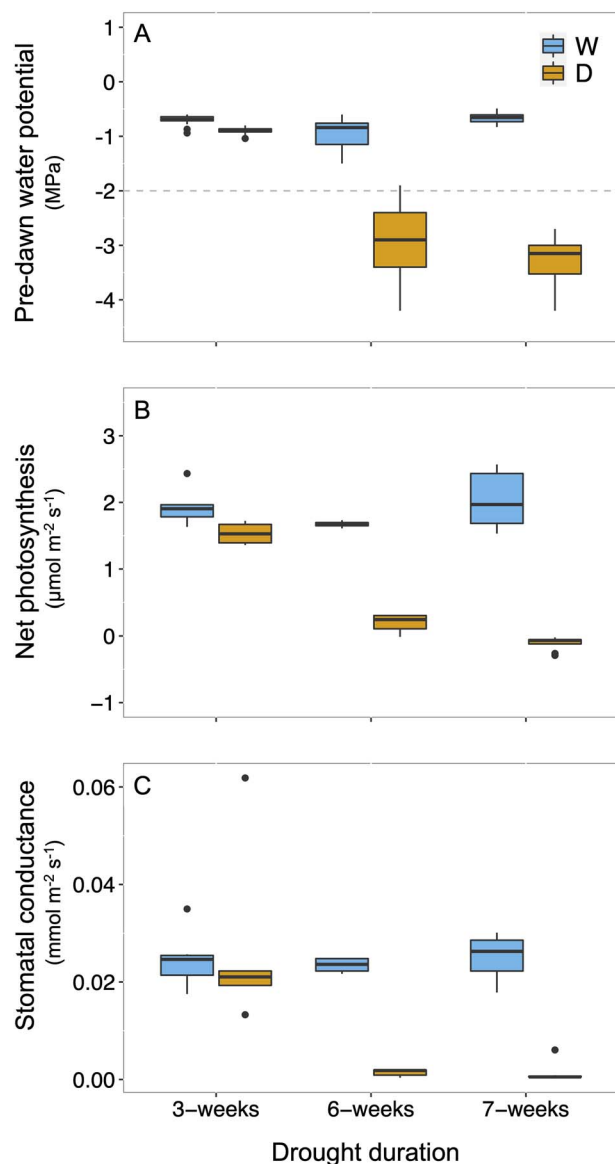 A
W
D
Pre-dawn water potential
(MPa)
1
0
−1
−2
−3
−4
B
Net photosynthesis
(μmol m⁻² s⁻¹)
3
2
1
0
−1
C
Stomatal conductance
(mmol m⁻² s⁻¹)
0.06
0.04
0.02
0.00
3−weeks 6−weeks 7−weeks
Drought duration